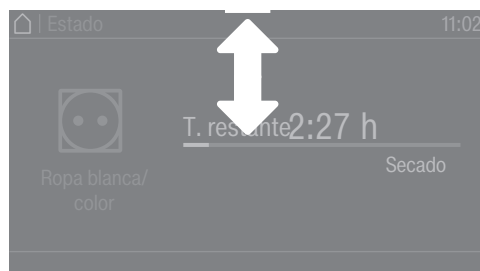 | Estado 11:02
T. restante 2:27 h
Secado
Ropa blanca/
color